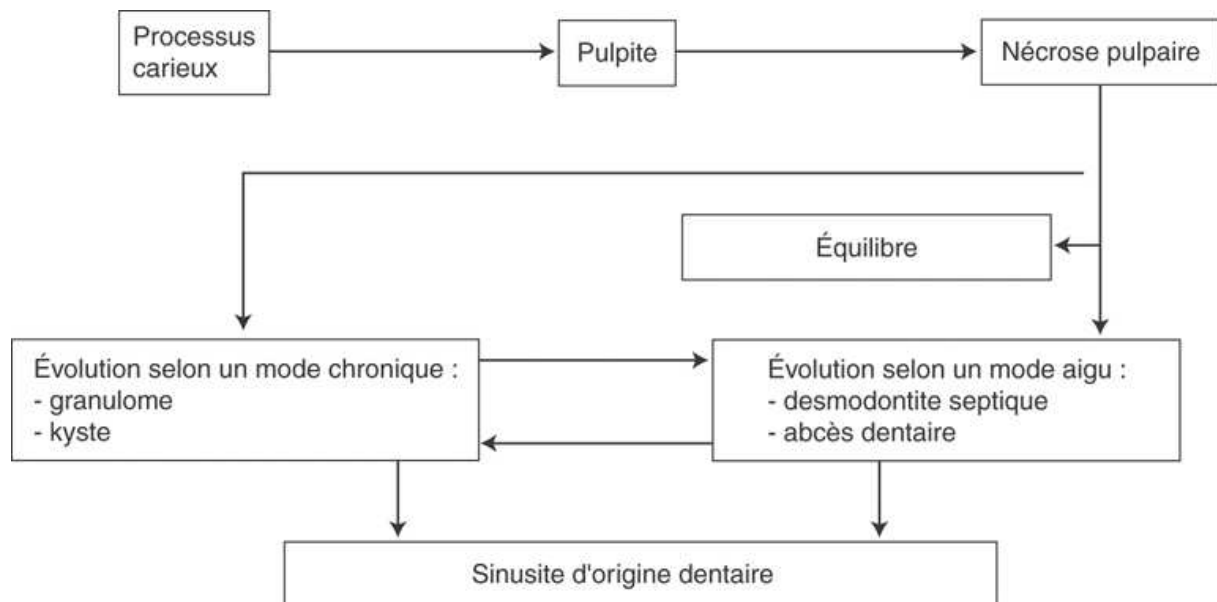 Processus
carieux
Pulpite
Nécrose pulpaire
Équilibre
Évolution selon un mode chronique :
- granulome
- kyste
Évolution selon un mode aigu :
- desmodontite septique
- abcès dentaire
Sinusite d'origine dentaire